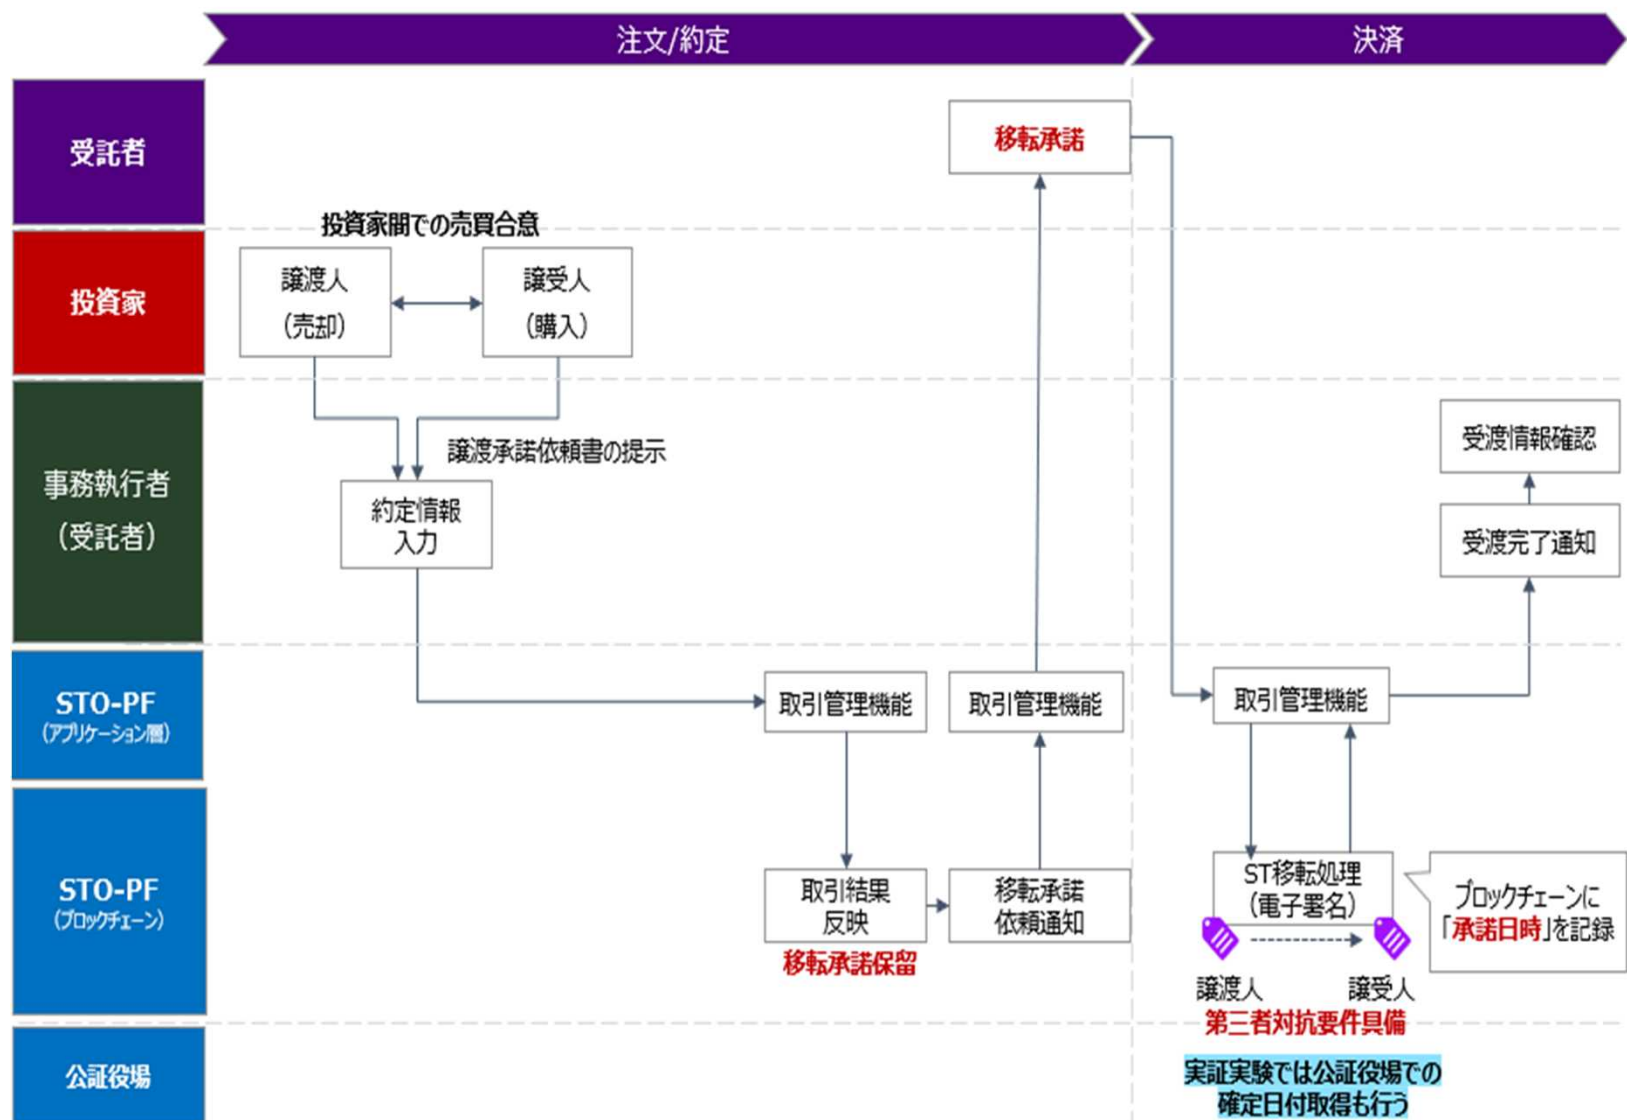 注文/約定
決済
受託者
移転承諾
投資家間での売買合意
投資家
譲渡人
（売却）
譲受人
（購入）
事務執行者
（受託者）
譲渡承諾依頼書の提示
約定情報
入力
受渡情報確認
受渡完了通知
STO-PF
（アプリケーション層）
取引管理機能
取引管理機能
取引管理機能
STO-PF
（ブロックチェーン）
取引結果
反映
移転承諾保留
移転承諾
依頼通知
ST移転処理
（電子署名）
ブロックチェーンに
「承諾日時」を記録
譲渡人
譲受人
第三者対抗要件具備
公証役場
実証実験では公証役場での
確定日付取得も行う